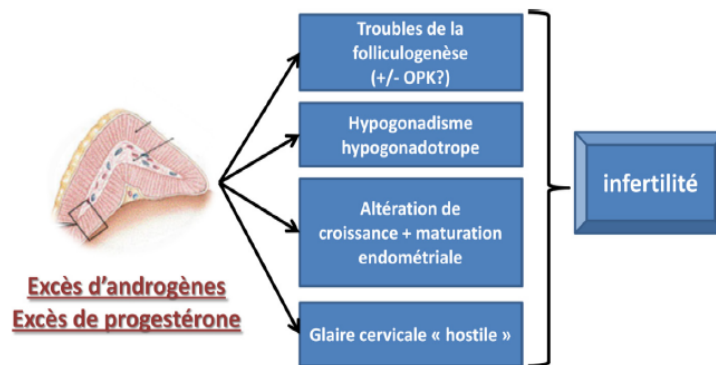 Troubles de la
folliculogenèse
(+/- OPK?)
Hypogonadisme
hypogonadotrope
Altération de
croissance + maturation
endométriale
Glaire cervicale « hostile »
infertilité
Excès d’androgènes
Excès de progestérone